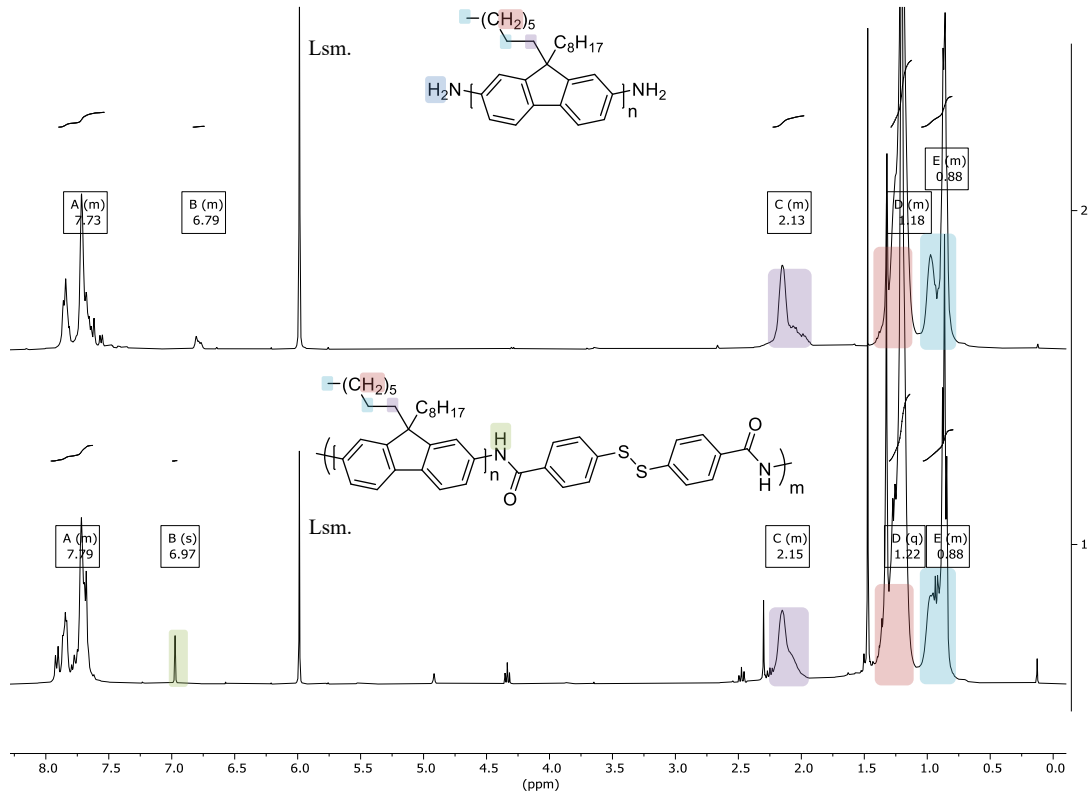 (CH2)5
Lsm.
C8H17
H2N
NH2
n
A (m)
7.73
B (m)
6.79
C (m)
2.13
D (m)
1.18
E (m)
0.88
2
(CH2)5
C8H17
H
N
n
O
S
S
O
N
H
m
Lsm.
A (m)
7.79
B (s)
6.97
C (m)
2.15
D (q)
1.22
E (m)
0.88
1
8.0 7.5 7.0 6.5 6.0 5.5 5.0 4.5 4.0 3.5 3.0 2.5 2.0 1.5 1.0 0.5 0.0
(ppm)